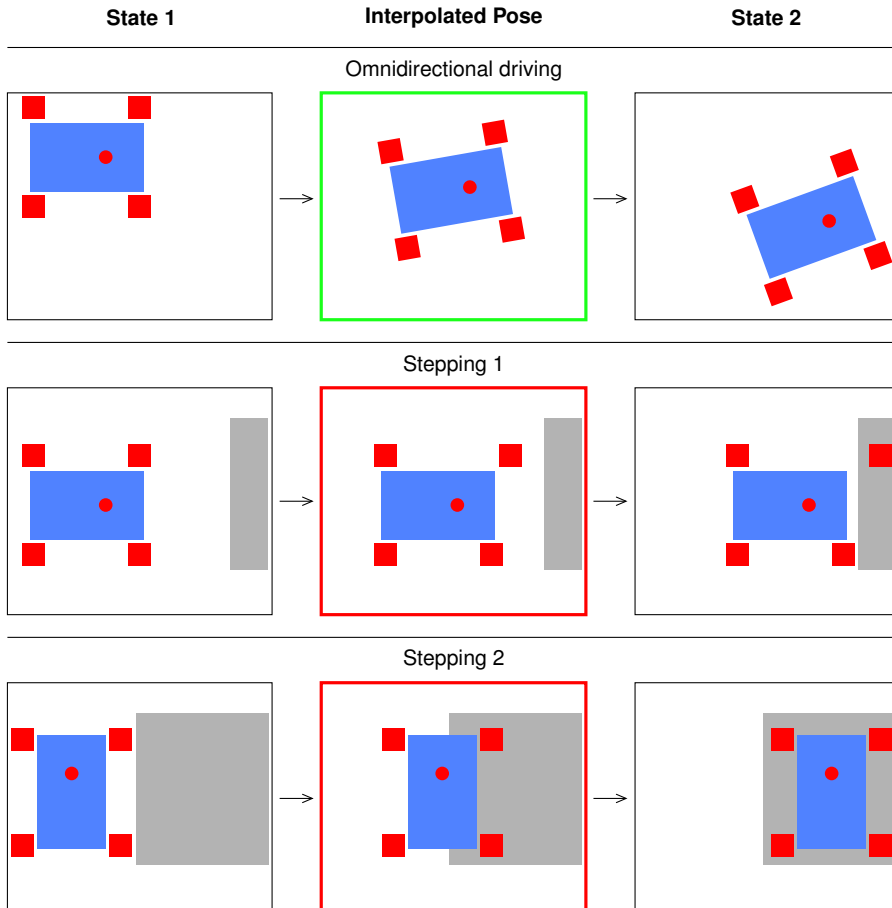 State 1 Interpolated Pose State 2
Omnidirectional driving
Stepping 1
Stepping 2